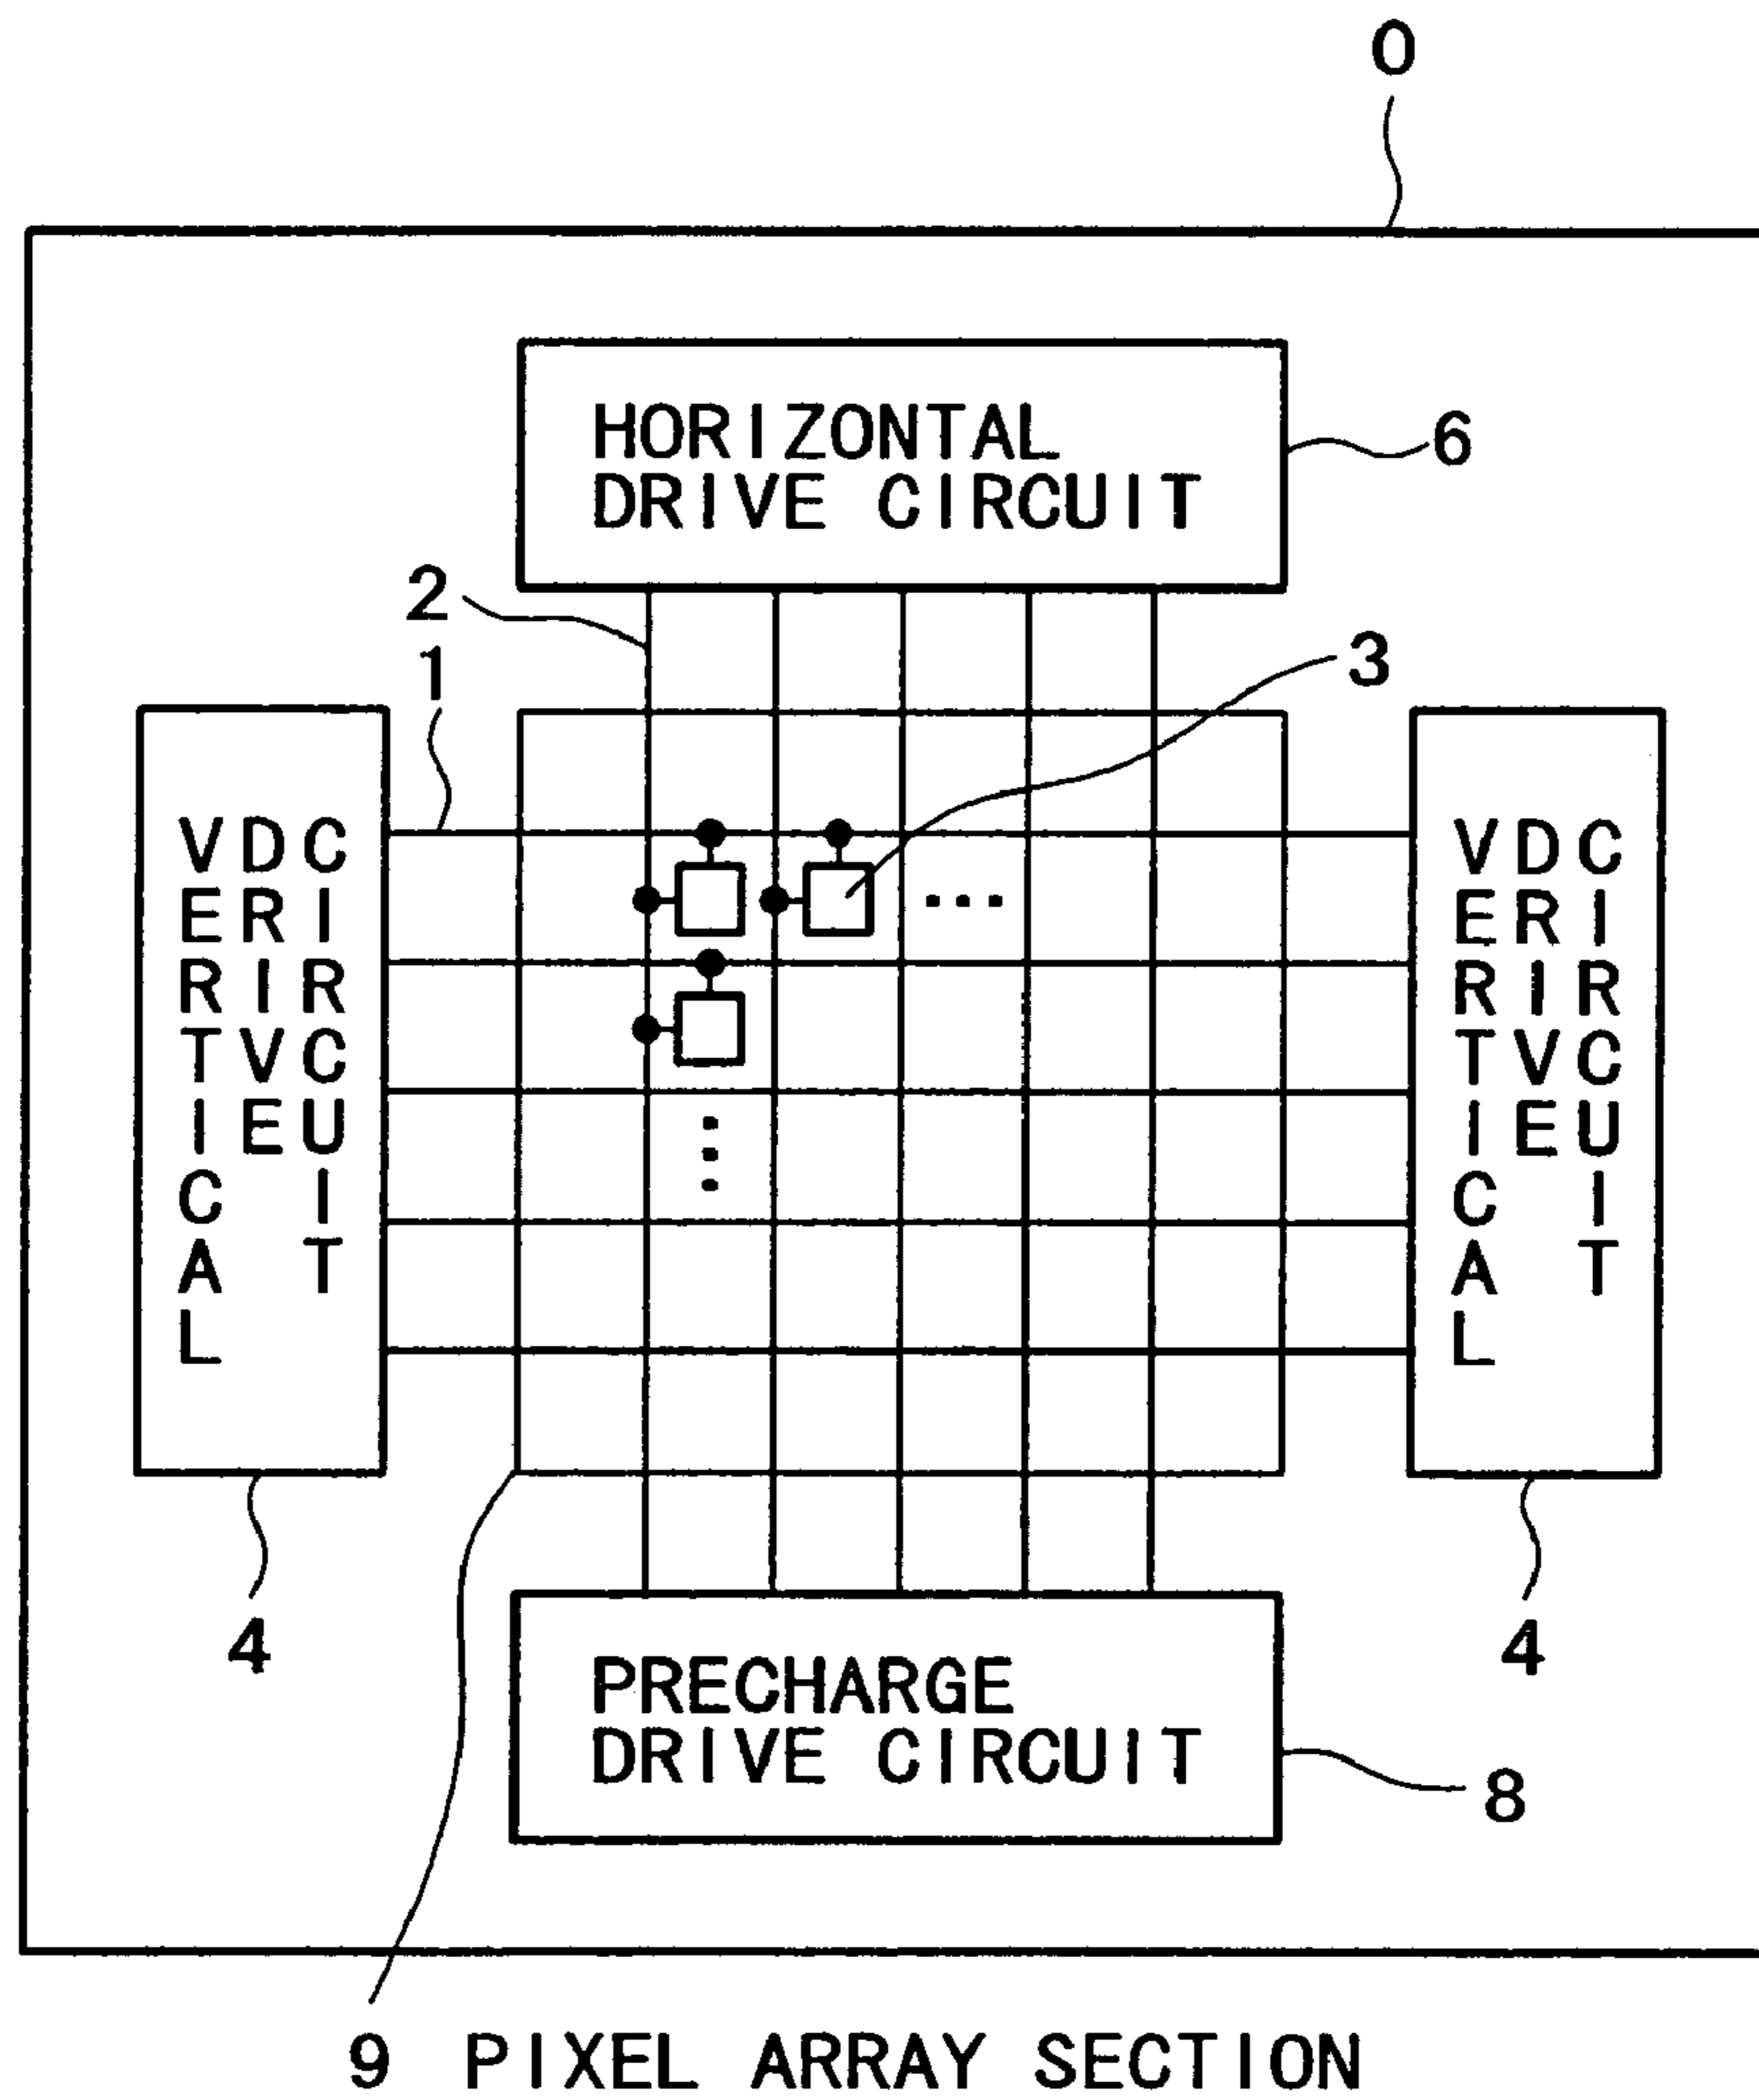 0
HORIZONTAL
DRIVE CIRCUIT
6
2
1
3
VERTICAL
DRIVE
CIRCUIT
VERTICAL
DRIVE
CIRCUIT
4
4
PRECHARGE
DRIVE CIRCUIT
8
9 PIXEL ARRAY SECTION